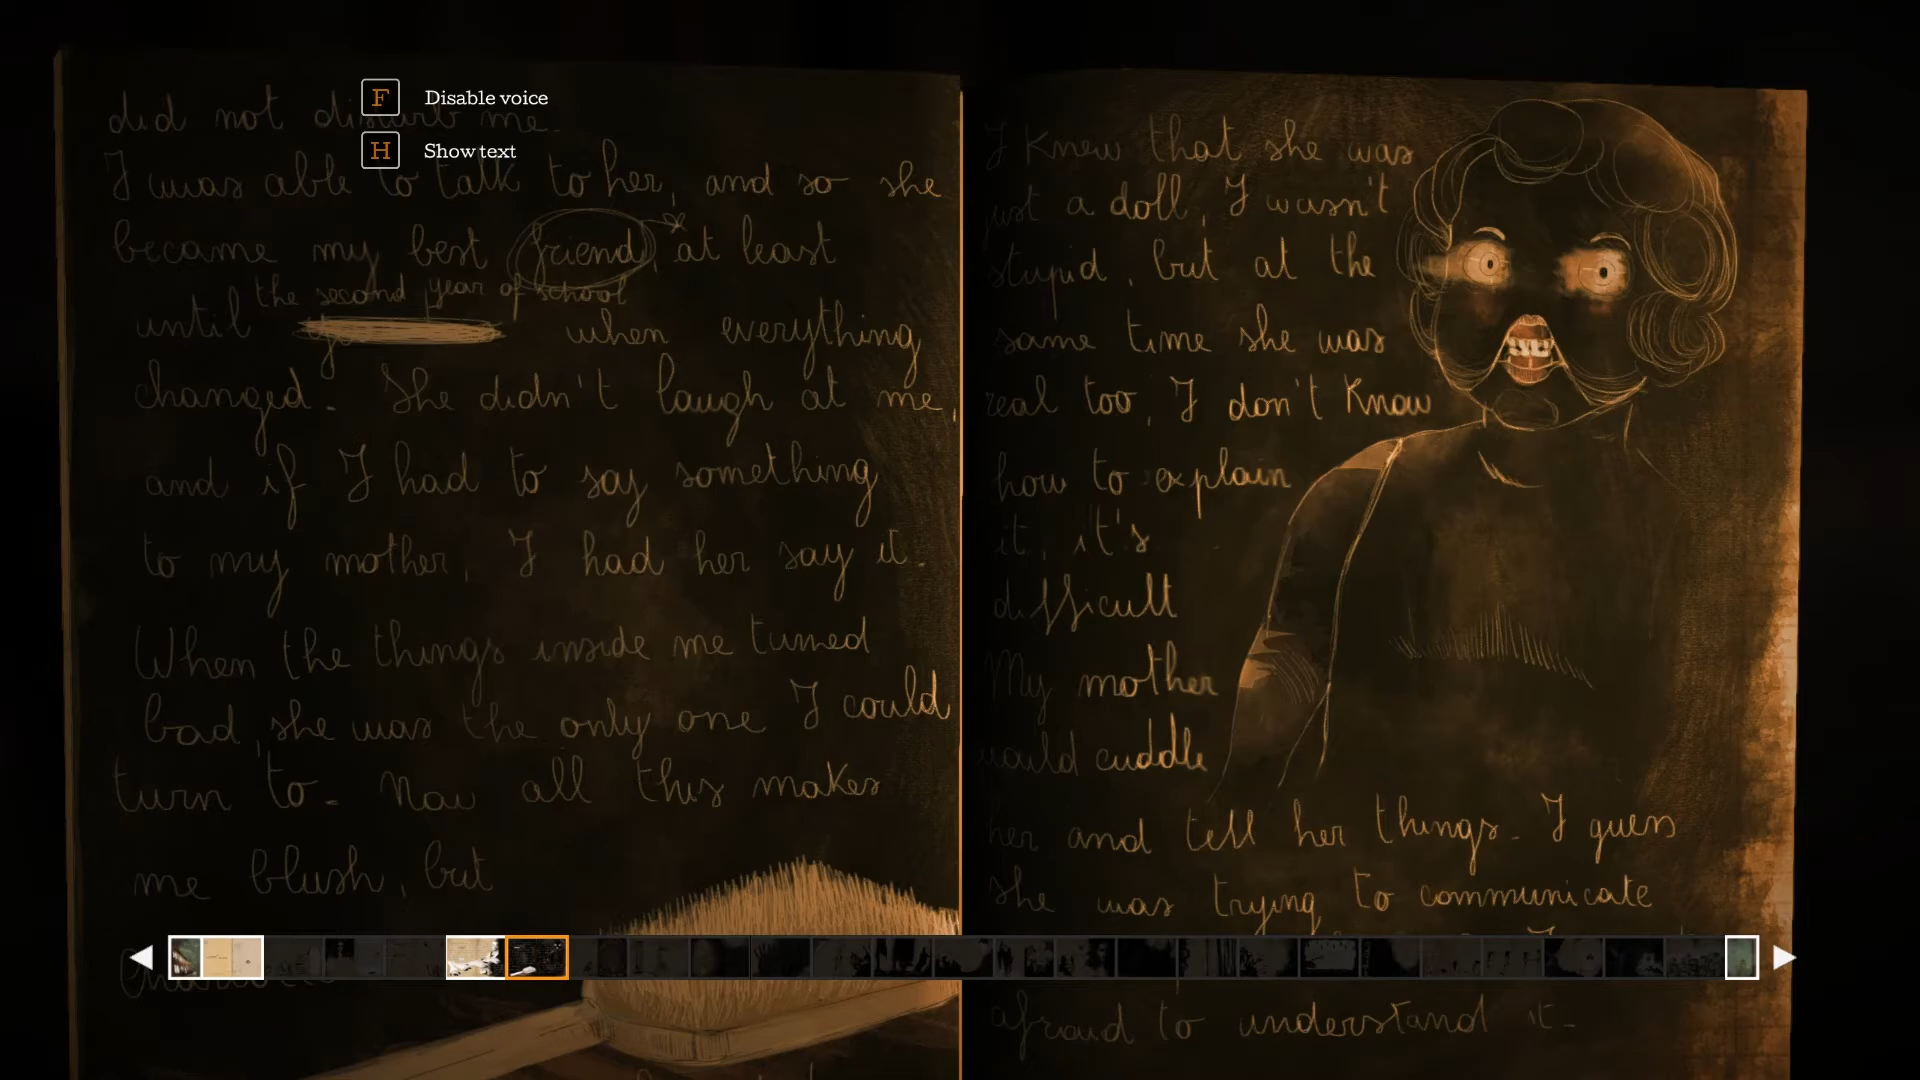 F Disable voice
H Show text
did not disturb me.
I was able to talk to her, and so she
became my best friend, at least
the second year of school
until when everything
changed. She didn't laugh at me,
and if I had to say something
to my mother, I had her say it.
When the things inside me turned
bad, she was the only one I could
turn to. Now all this makes
me blush, but
I knew that she was
just a doll, I wasn't
stupid, but at the
same time she was
real too, I don't know
how to explain
it, it's
difficult
My mother
would cuddle
her and tell her things. I guess
she was trying to communicate
afraid to understand it.